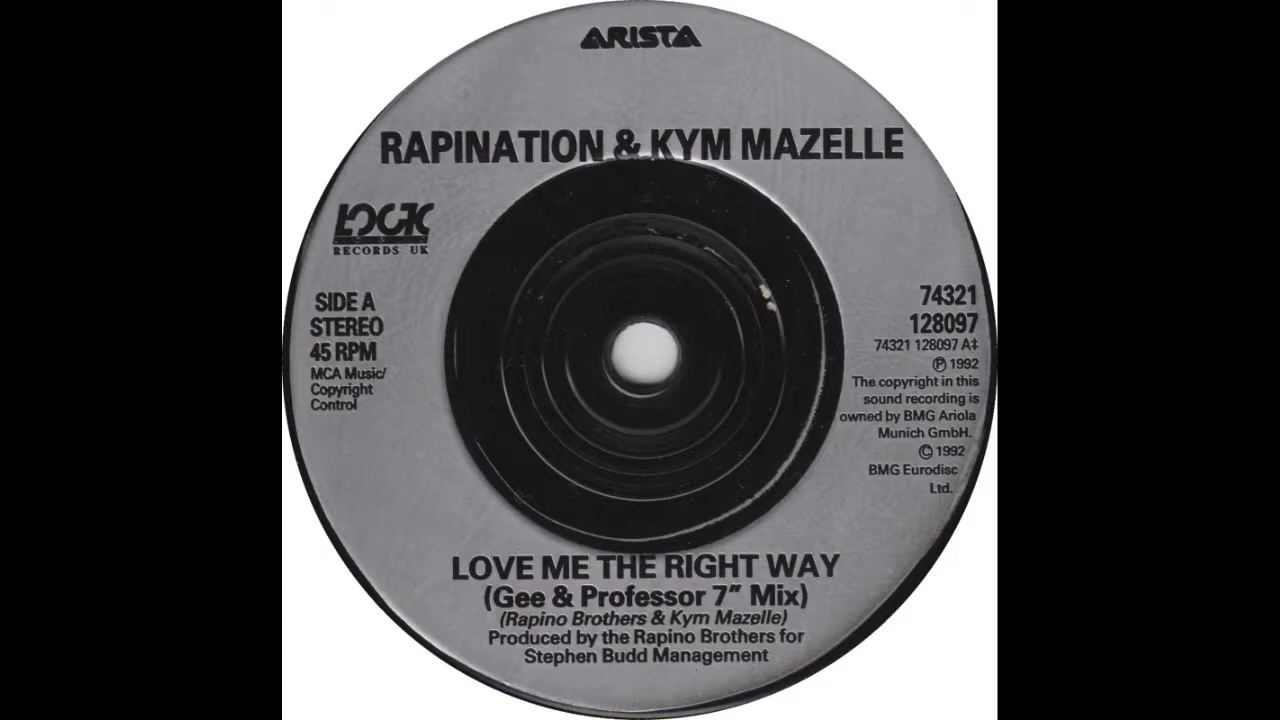 ARISTA
RAPINATION & KYM MAZELLE
LOGIC
RECORDS UK
SIDE A
STEREO
45 RPM
MCA Music/
Copyright
Control
74321
128097
74321 128097 A‡
℗ 1992
The copyright in this
sound recording is
owned by BMG Ariola
Munich GmbH.
© 1992
BMG Eurodisc
Ltd.
LOVE ME THE RIGHT WAY
(Gee & Professor 7” Mix)
(Rapino Brothers & Kym Mazelle)
Produced by the Rapino Brothers for
Stephen Budd Management